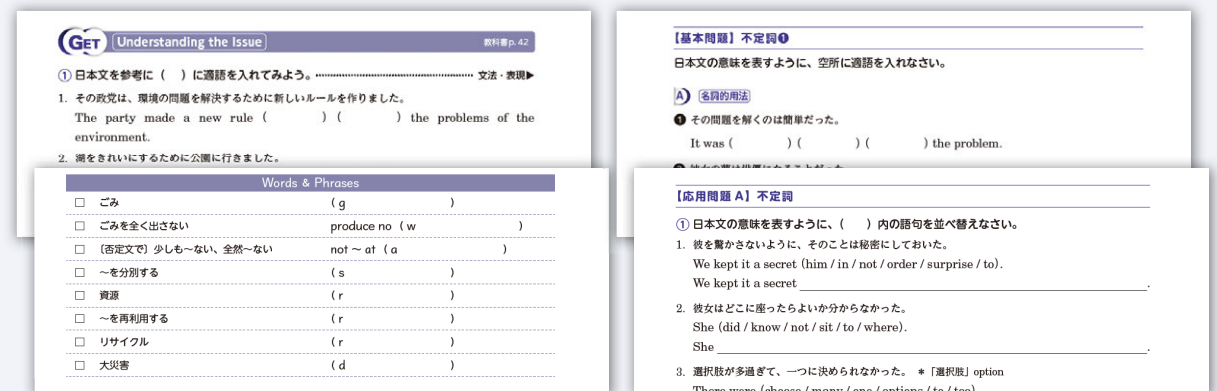 GET Understanding the Issue 教科書p. 42
① 日本文を参考に（　）に適語を入れてみよう。 文法・表現▶
1. その政党は、環境の問題を解決するために新しいルールを作りました。
The party made a new rule (　　　) (　　　) the problems of the
environment.
2. 湖をきれいにするために公園に行きました。
Words & Phrases
□ ごみ (g　　　)
□ ごみを全く出さない produce no (w　　　)
□ 〔否定文で〕少しも〜ない、全然〜ない not 〜 at (a　　　)
□ 〜を分別する (s　　　)
□ 資源 (r　　　)
□ 〜を再利用する (r　　　)
□ リサイクル (r　　　)
□ 大災害 (d　　　)
【基本問題】不定詞❶
日本文の意味を表すように、空所に適語を入れなさい。
A) 名詞的用法
❶ その問題を解くのは簡単だった。
It was (　　　) (　　　) (　　　) the problem.
【応用問題 A】不定詞
① 日本文の意味を表すように、（　）内の語句を並べ替えなさい。
1. 彼を驚かさないように、そのことは秘密にしておいた。
We kept it a secret (him / in / not / order / surprise / to).
We kept it a secret ＿＿＿.
2. 彼女はどこに座ったらよいか分からなかった。
She (did / know / not / sit / to / where).
She ＿＿＿.
3. 選択肢が多過ぎて、一つに決められなかった。 ＊「選択肢」option
There were (choose / many / one / options / to / too).